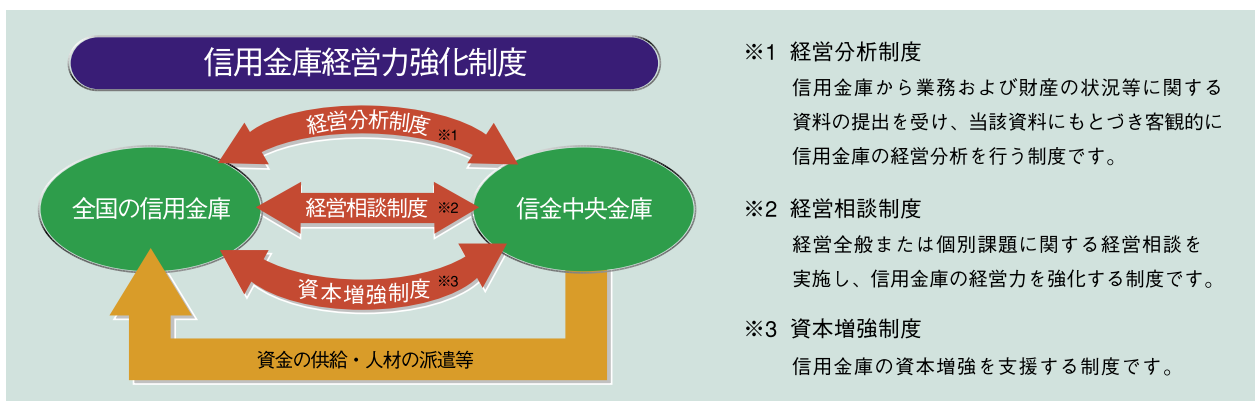 信用金庫経営力強化制度
経営分析制度 ※1
全国の信用金庫
経営相談制度 ※2
信金中央金庫
資本増強制度 ※3
資金の供給・人材の派遣等
※1 経営分析制度
信用金庫から業務および財産の状況等に関する
資料の提出を受け、当該資料にもとづき客観的に
信用金庫の経営分析を行う制度です。
※2 経営相談制度
経営全般または個別課題に関する経営相談を
実施し、信用金庫の経営力を強化する制度です。
※3 資本増強制度
信用金庫の資本増強を支援する制度です。